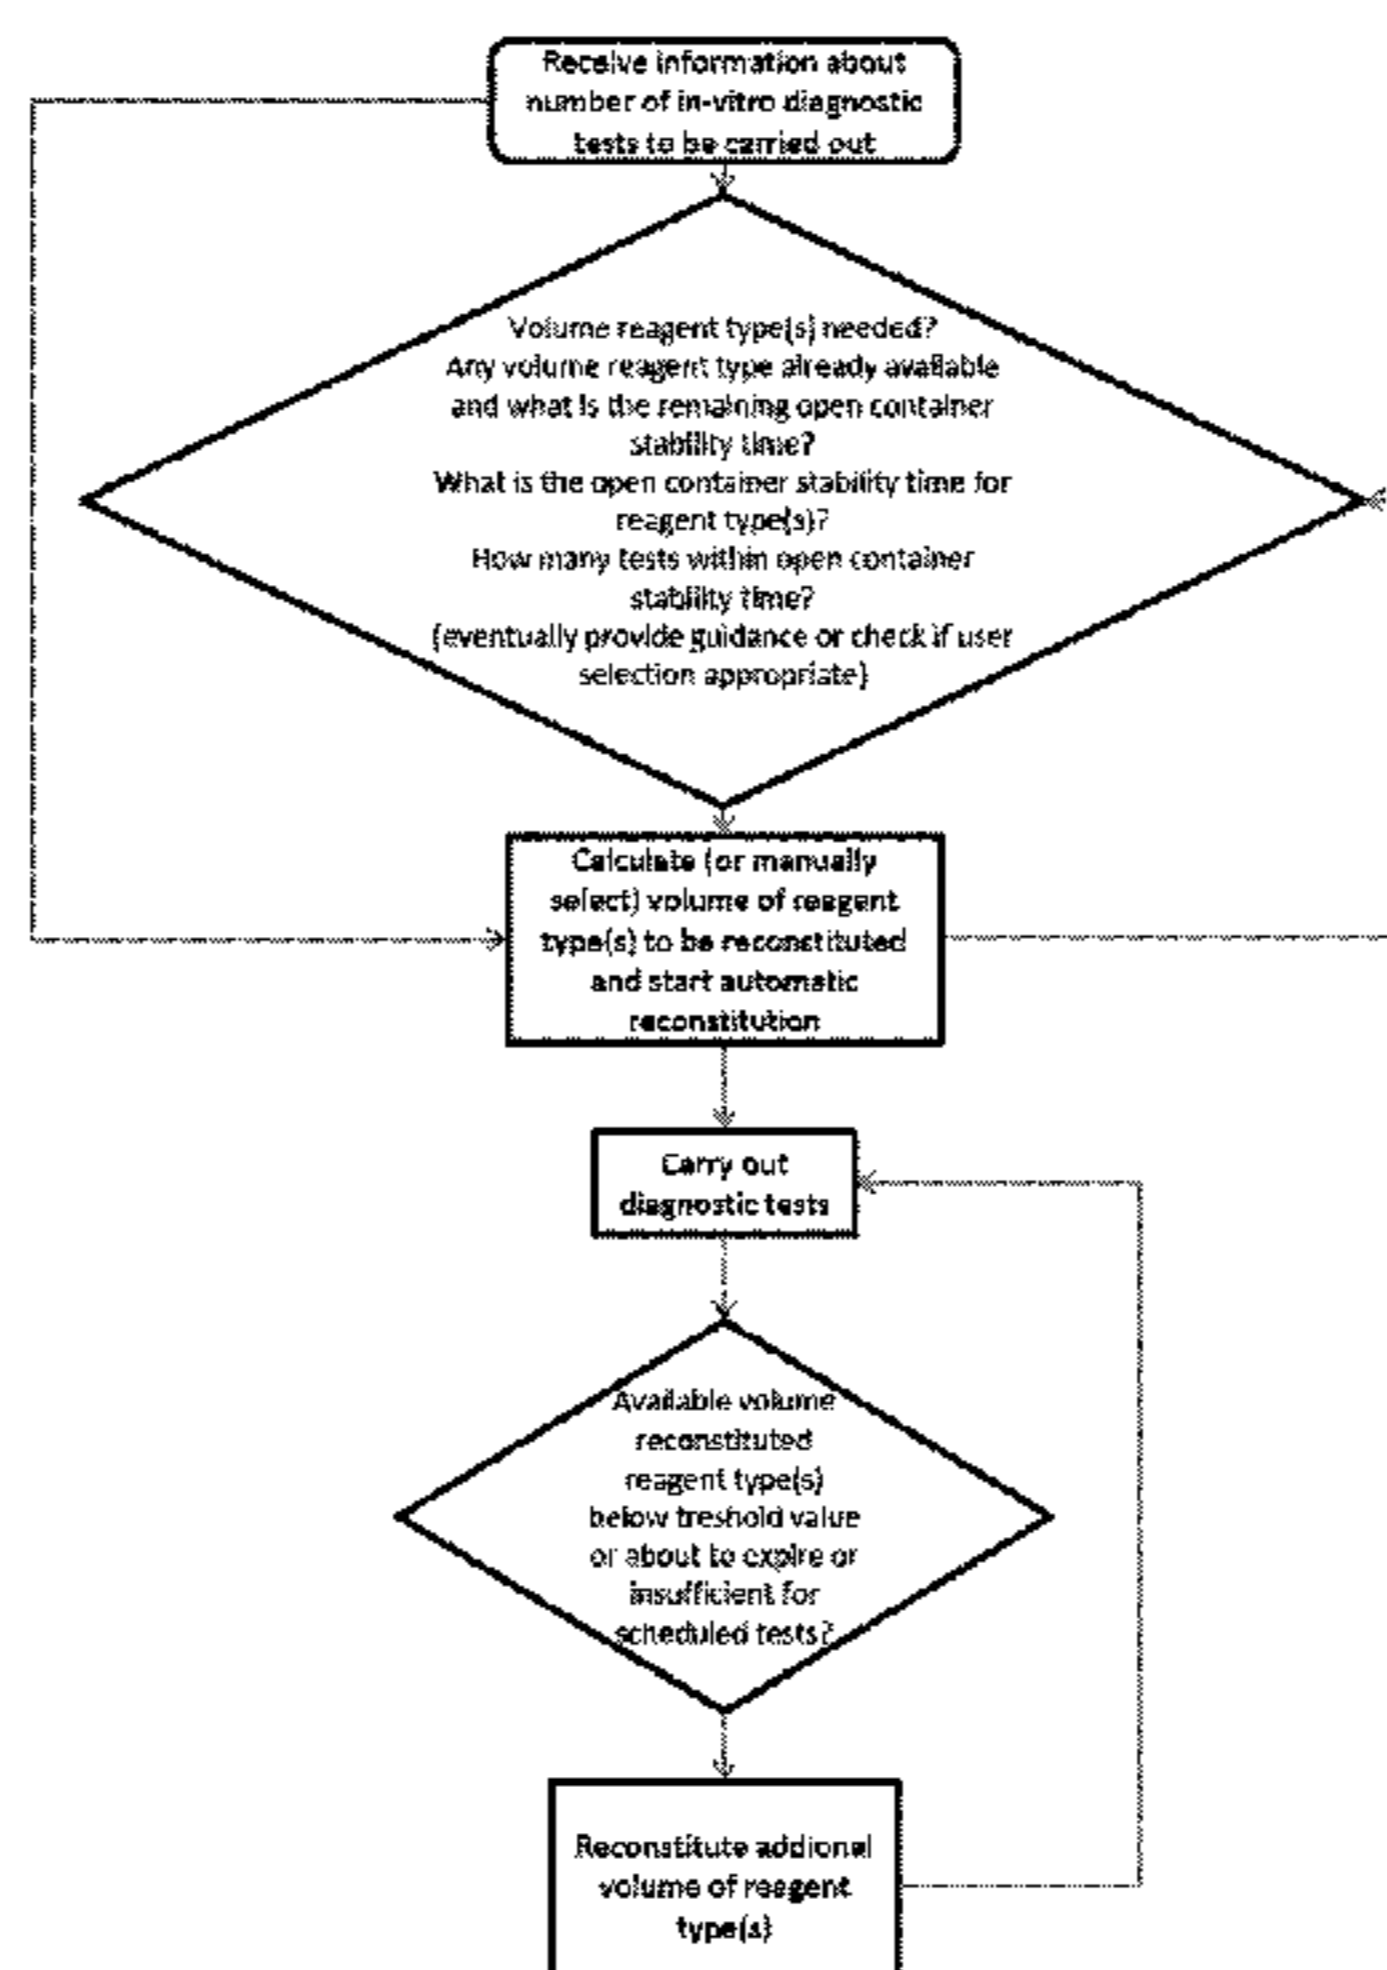 Receive information about
number of in-vitro diagnostic
tests to be carried out
Volume reagent type(s) needed?
Any volume reagent type already available
and what is the remaining open container
stability time?
What is the open container stability time for
reagent type(s)?
How many tests within open container
stability time?
(eventually provide guidance or check if user
selection appropriate)
Calculate (or manually
select) volume of reagent
type(s) to be reconstituted
and start automatic
reconstitution
Carry out
diagnostic tests
Available volume
reconstituted
reagent type(s)
below treshold value
or about to expire or
insufficient for
scheduled tests?
Reconstitute addional
volume of reagent
type(s)